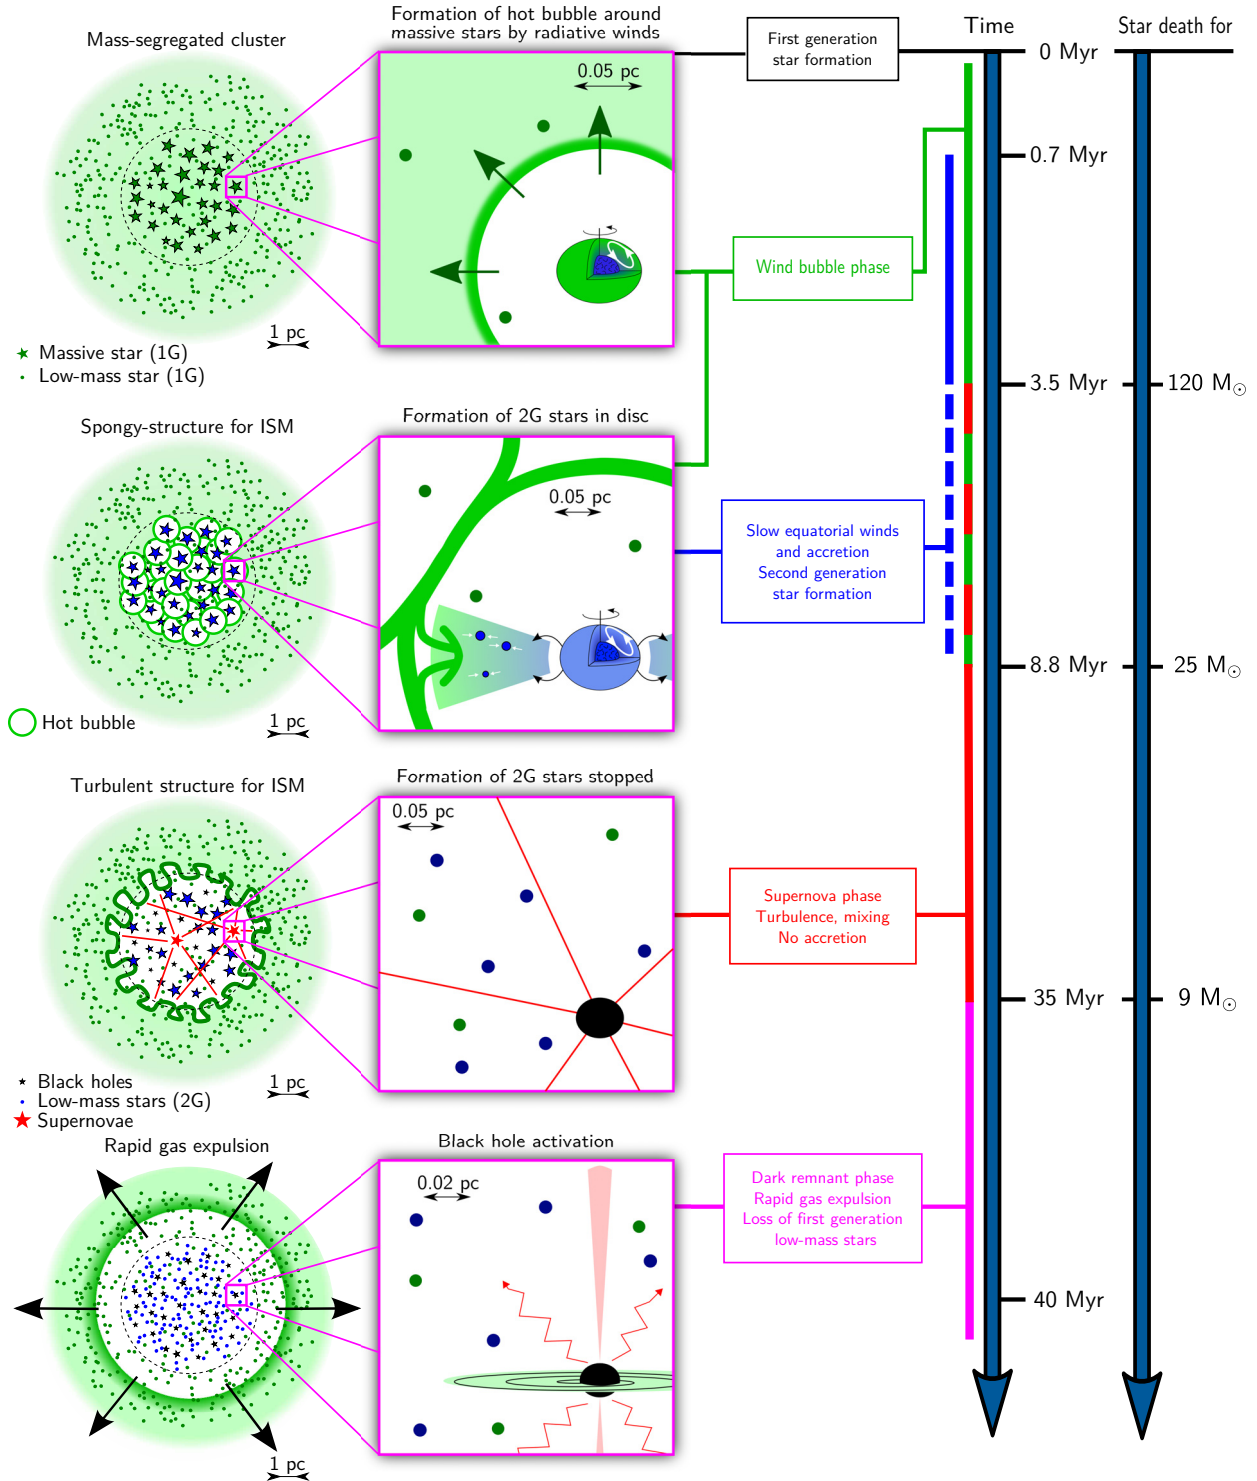 Mass-segregated cluster
1 pc
Massive star (1G)
Low-mass star (1G)
Formation of hot bubble around
massive stars by radiative winds
0.05 pc
First generation
star formation
Wind bubble phase
Time
Star death for
0 Myr
0.7 Myr
3.5 Myr
120 M☉
8.8 Myr
25 M☉
35 Myr
9 M☉
40 Myr
Spongy-structure for ISM
1 pc
Hot bubble
Formation of 2G stars in disc
0.05 pc
Slow equatorial winds
and accretion
Second generation
star formation
Turbulent structure for ISM
1 pc
Black holes
Low-mass stars (2G)
Supernovae
Formation of 2G stars stopped
0.05 pc
Supernova phase
Turbulence, mixing
No accretion
Rapid gas expulsion
1 pc
Black hole activation
0.02 pc
Dark remnant phase
Rapid gas expulsion
Loss of first generation
low-mass stars